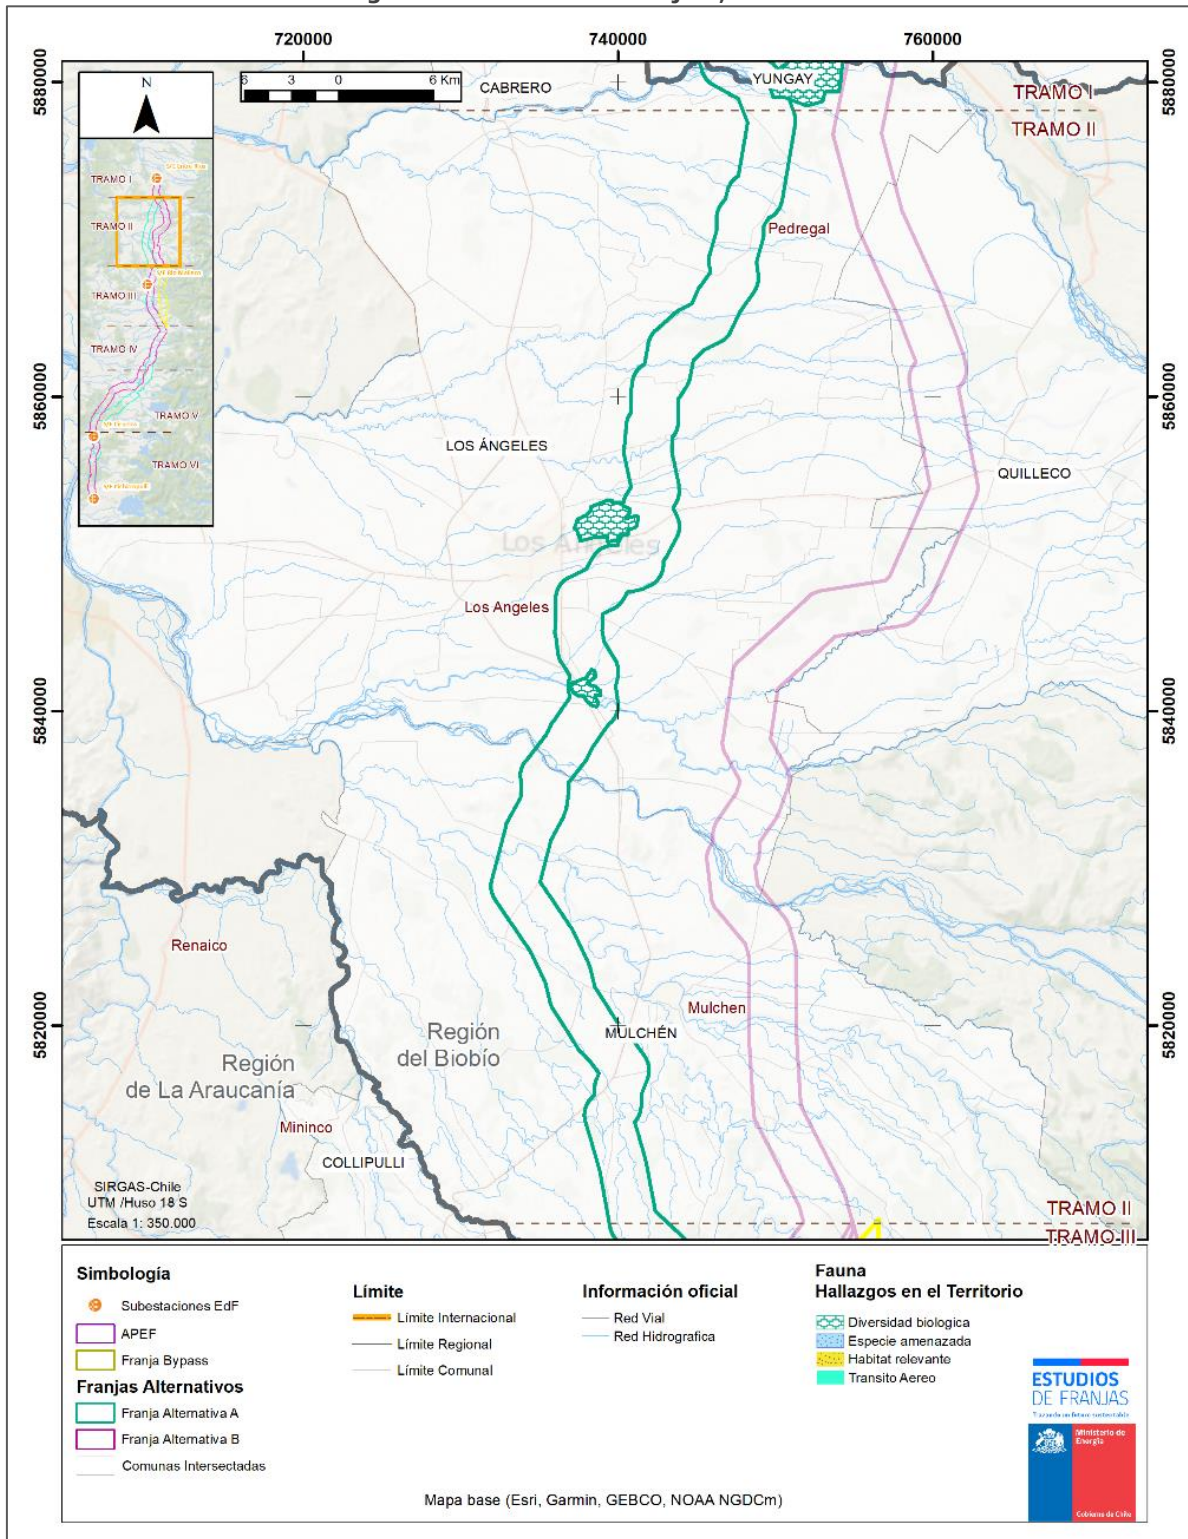 720000
740000
760000
5880000
5880000
N
6 3 0 6 Km
CABRERO
YUNGAY
TRAMO I
TRAMO II
TRAMO I
TRAMO II
TRAMO III
TRAMO IV
TRAMO V
TRAMO VI
Pedregal
5860000
5860000
LOS ÁNGELES
QUILLECO
Los Angeles
Los Angeles
5840000
5840000
Renaico
Mulchen
5820000
5820000
MULCHÉN
Región
del Biobío
Región
de La Araucanía
Mininco
COLLIPULLI
SIRGAS-Chile
UTM /Huso 18 S
Escala 1: 350.000
TRAMO II
TRAMO III
Simbología
Subestaciones EdF
APEF
Franja Bypass
Franjas Alternativos
Franja Alternativa A
Franja Alternativa B
Comunas Intersectadas
Límite
Límite Internacional
Límite Regional
Límite Comunal
Información oficial
Red Vial
Red Hidrografica
Fauna
Hallazgos en el Territorio
Diversidad biologica
Especie amenazada
Habitat relevante
Transito Aereo
ESTUDIOS
DE FRANJAS
Ministerio de
Energía
Gobierno de Chile
Mapa base (Esri, Garmin, GEBCO, NOAA NGDCm)